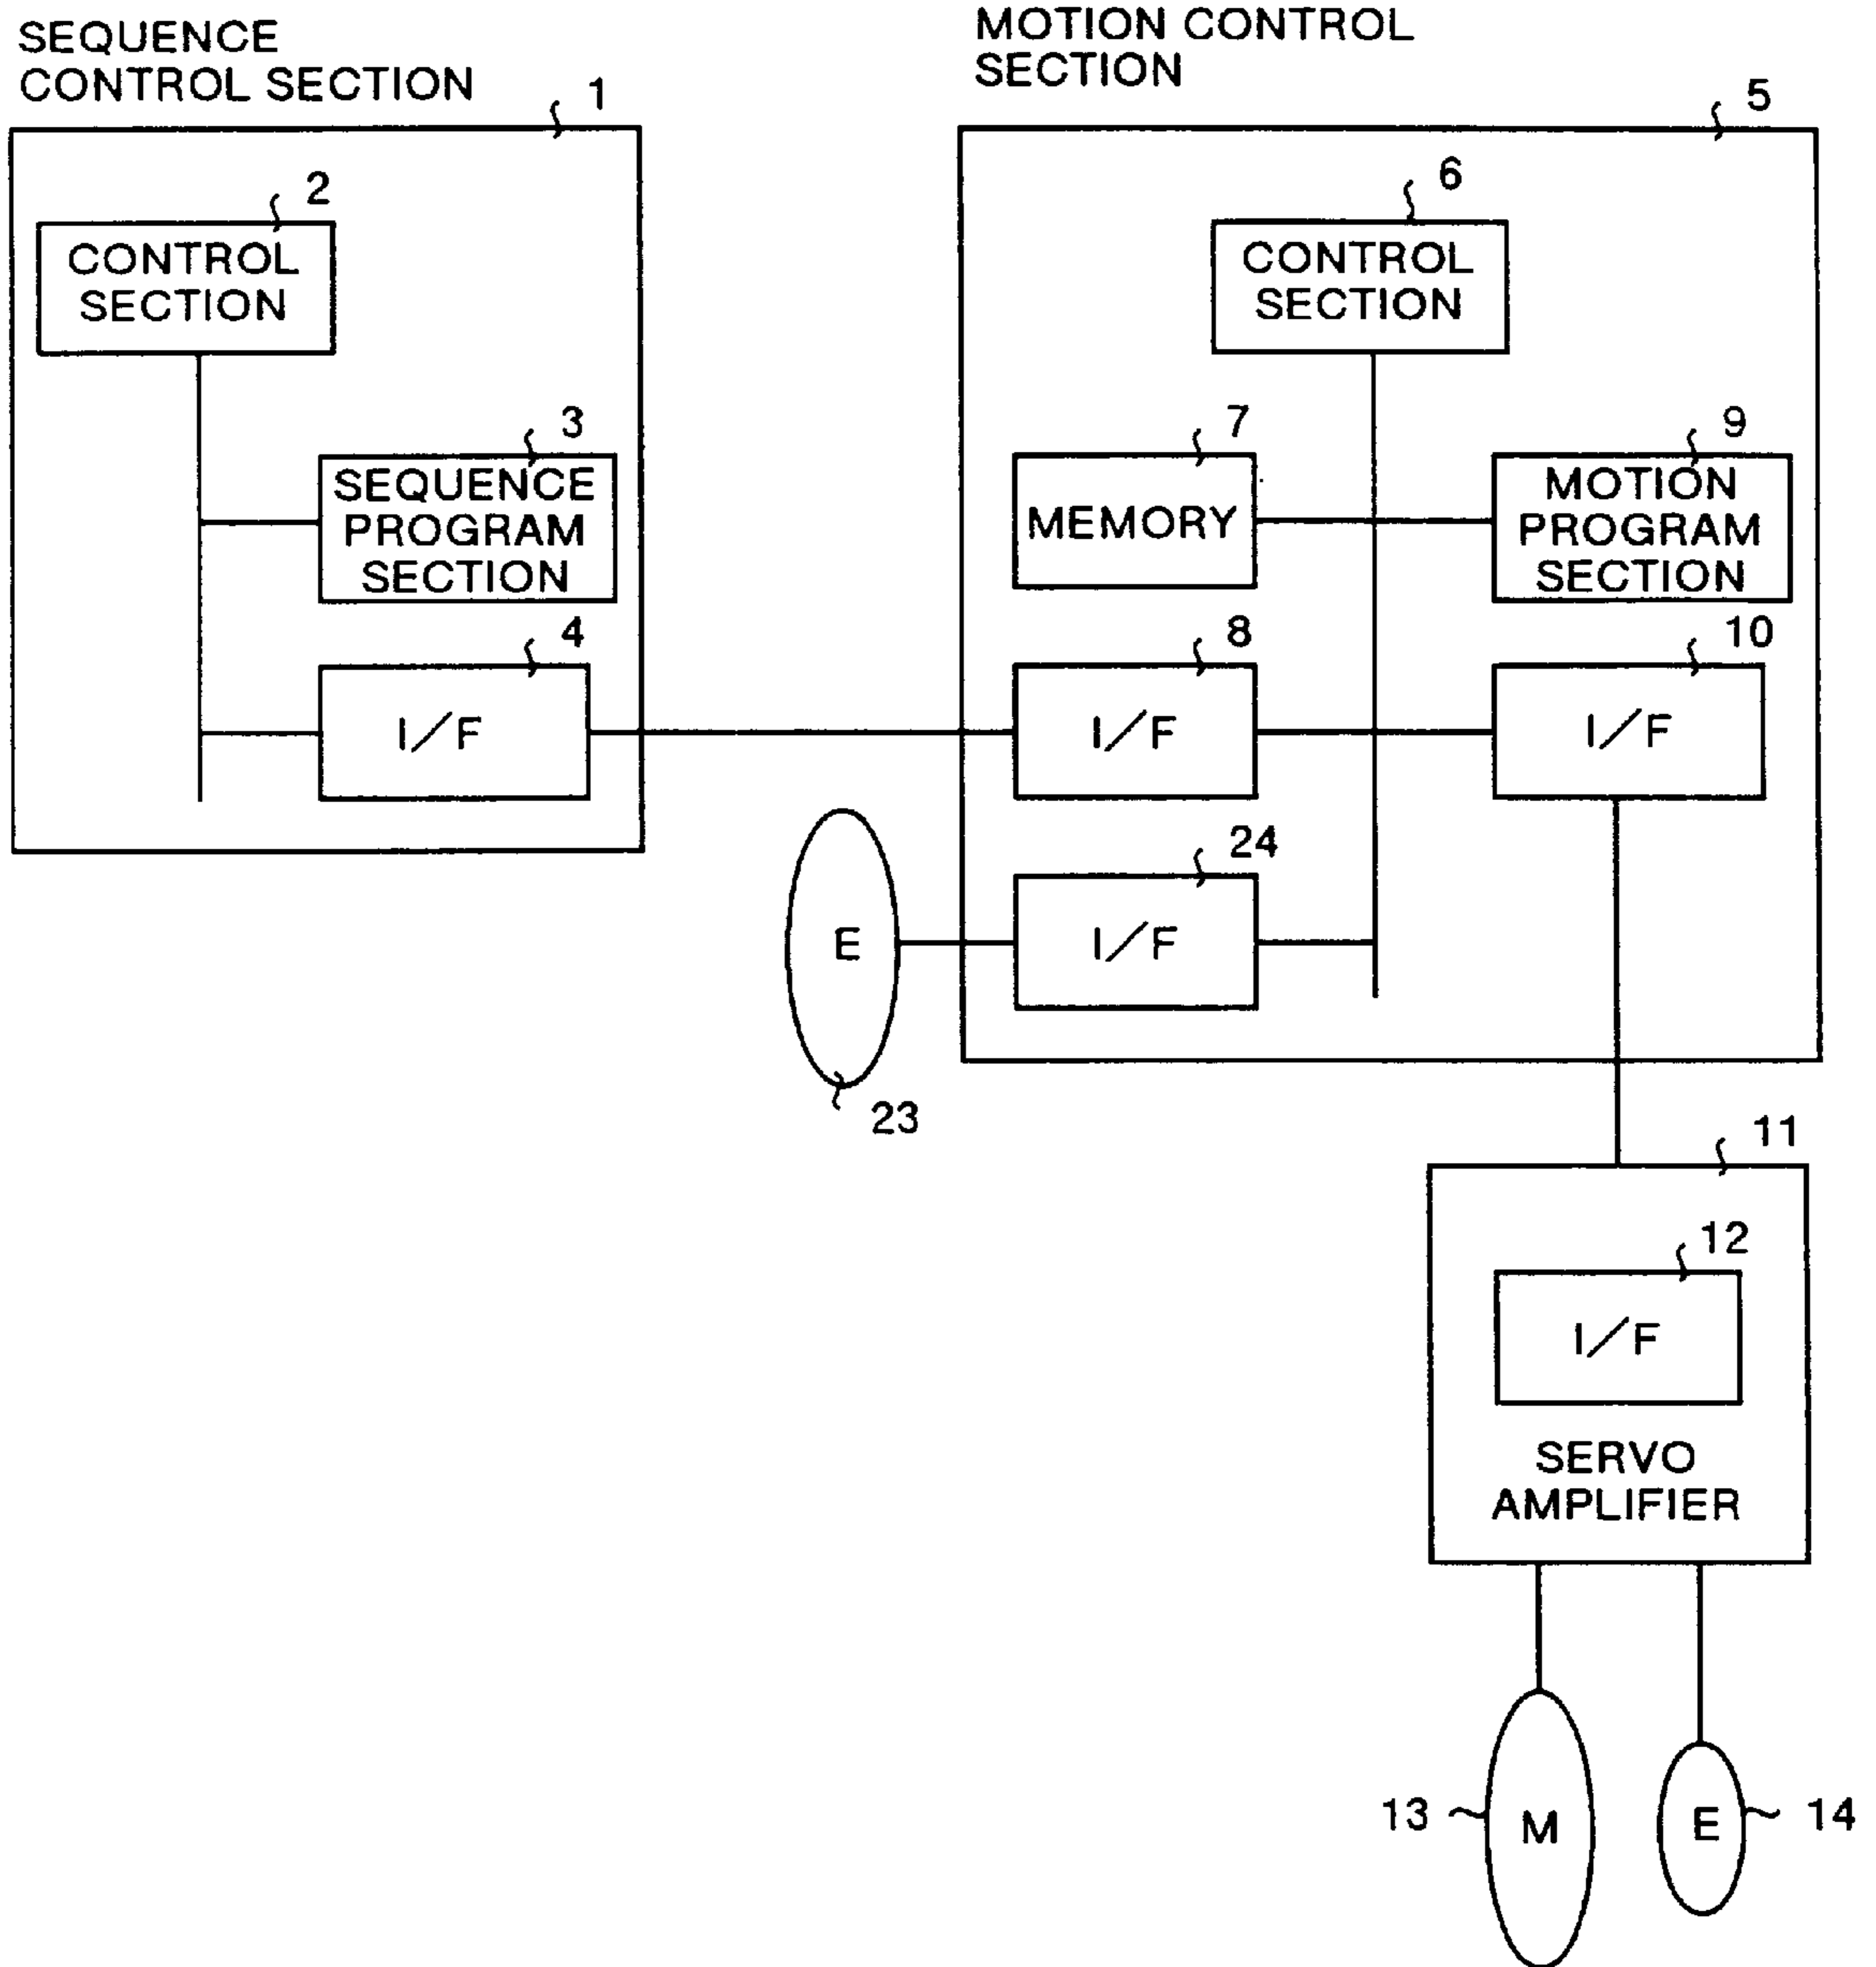 SEQUENCE
CONTROL SECTION
1
2
CONTROL
SECTION
3
SEQUENCE
PROGRAM
SECTION
4
I/F
MOTION CONTROL
SECTION
5
6
CONTROL
SECTION
7
MEMORY
9
MOTION
PROGRAM
SECTION
8
I/F
10
I/F
24
I/F
E
23
11
12
I/F
SERVO
AMPLIFIER
13
M
E
14